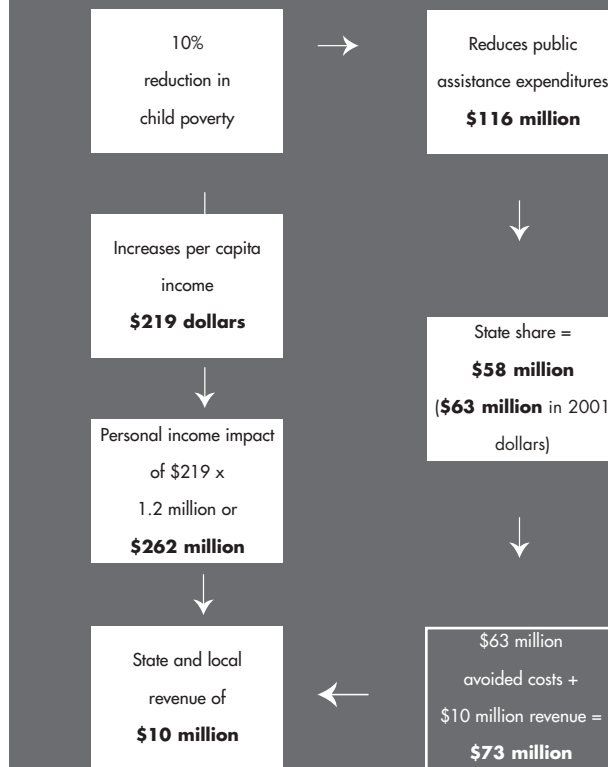 10%
reduction in
child poverty
Reduces public
assistance expenditures
$116 million
Increases per capita
income
$219 dollars
State share =
$58 million
($63 million in 2001
dollars)
Personal income impact
of $219 x
1.2 million or
$262 million
State and local
revenue of
$10 million
$63 million
avoided costs +
$10 million revenue =
$73 million